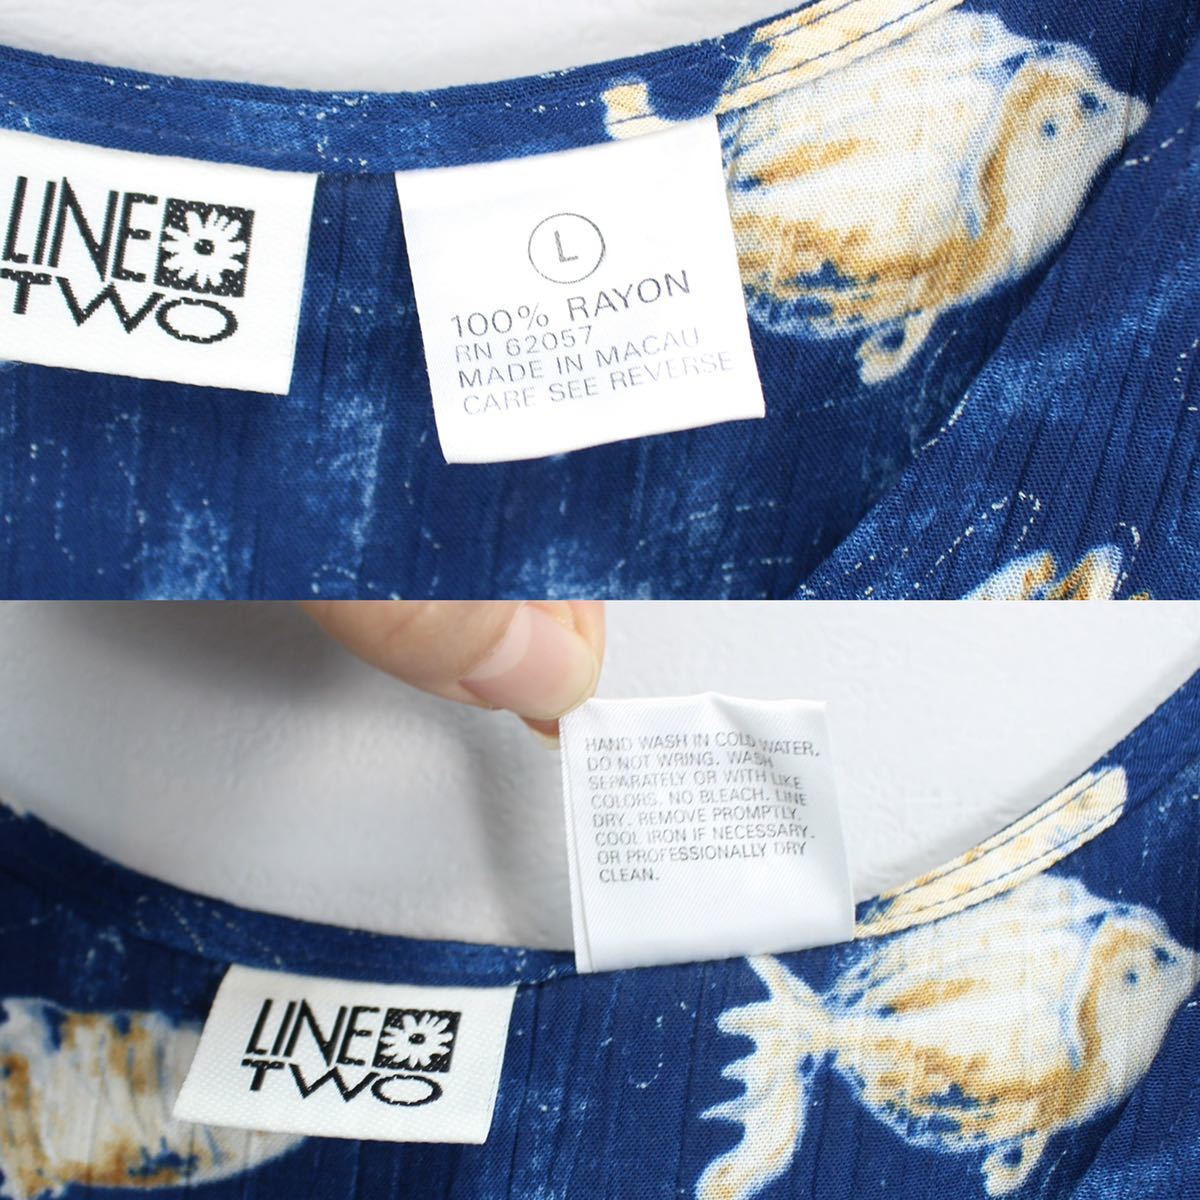 LINE
TWO
L
100% RAYON
RN 62057
MADE IN MACAU
CARE SEE REVERSE
HAND WASH IN COLD WATER.
DO NOT WRING. WASH
SEPARATELY OR WITH LIKE
COLORS. NO BLEACH. LINE
DRY. REMOVE PROMPTLY.
COOL IRON IF NECESSARY.
OR PROFESSIONALLY DRY
CLEAN.
LINE
TWO